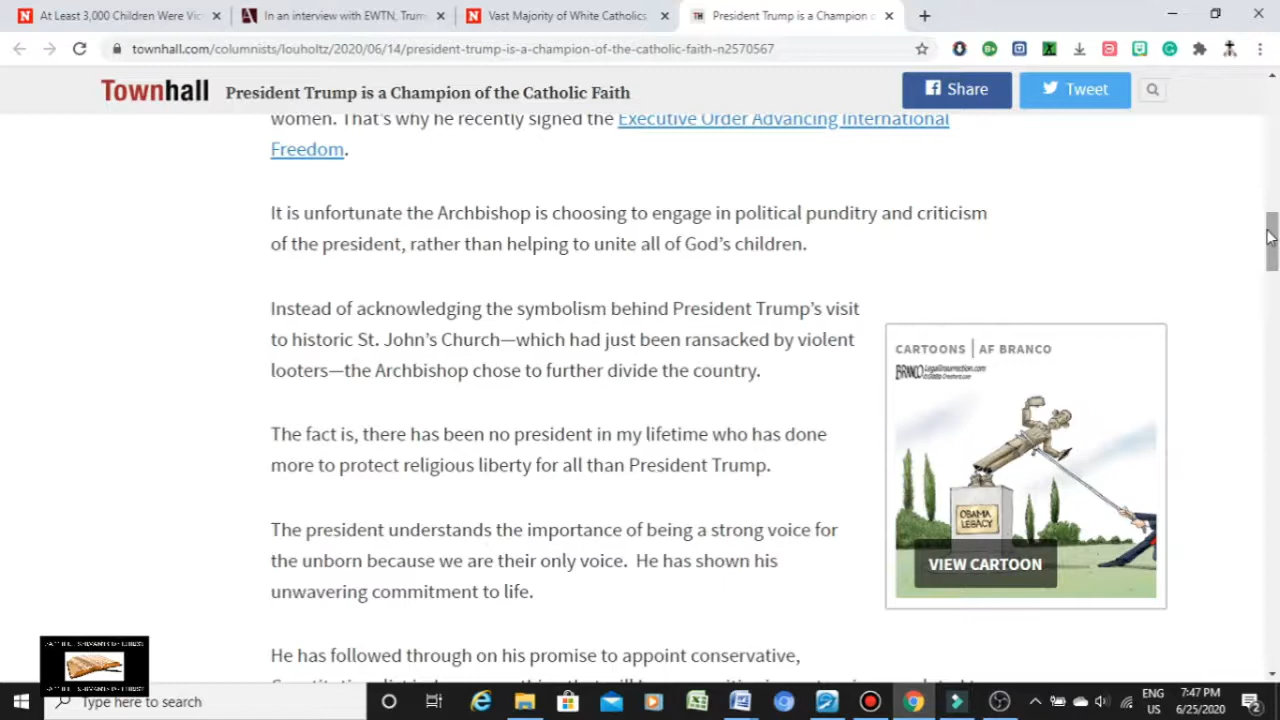 At Least 3,000 Children Were Vic
In an interview with EWTN, Trum
Vast Majority of White Catholics
President Trump is a Champion o
townhall.com/columnists/louholtz/2020/06/14/president-trump-is-a-champion-of-the-catholic-faith-n2570567
Townhall
President Trump is a Champion of the Catholic Faith
Share
Tweet
women. That's why he recently signed the Executive Order Advancing International
Freedom.
It is unfortunate the Archbishop is choosing to engage in political punditry and criticism
of the president, rather than helping to unite all of God's children.
Instead of acknowledging the symbolism behind President Trump's visit
to historic St. John's Church—which had just been ransacked by violent
looters—the Archbishop chose to further divide the country.
The fact is, there has been no president in my lifetime who has done
more to protect religious liberty for all than President Trump.
The president understands the importance of being a strong voice for
the unborn because we are their only voice.  He has shown his
unwavering commitment to life.
He has followed through on his promise to appoint conservative,
CARTOONS | AF BRANCO
BRANCO LegalInsurrection.com
OBAMA
LEGACY
VIEW CARTOON
Type here to search
ENG
US
7:47 PM
6/25/2020
2